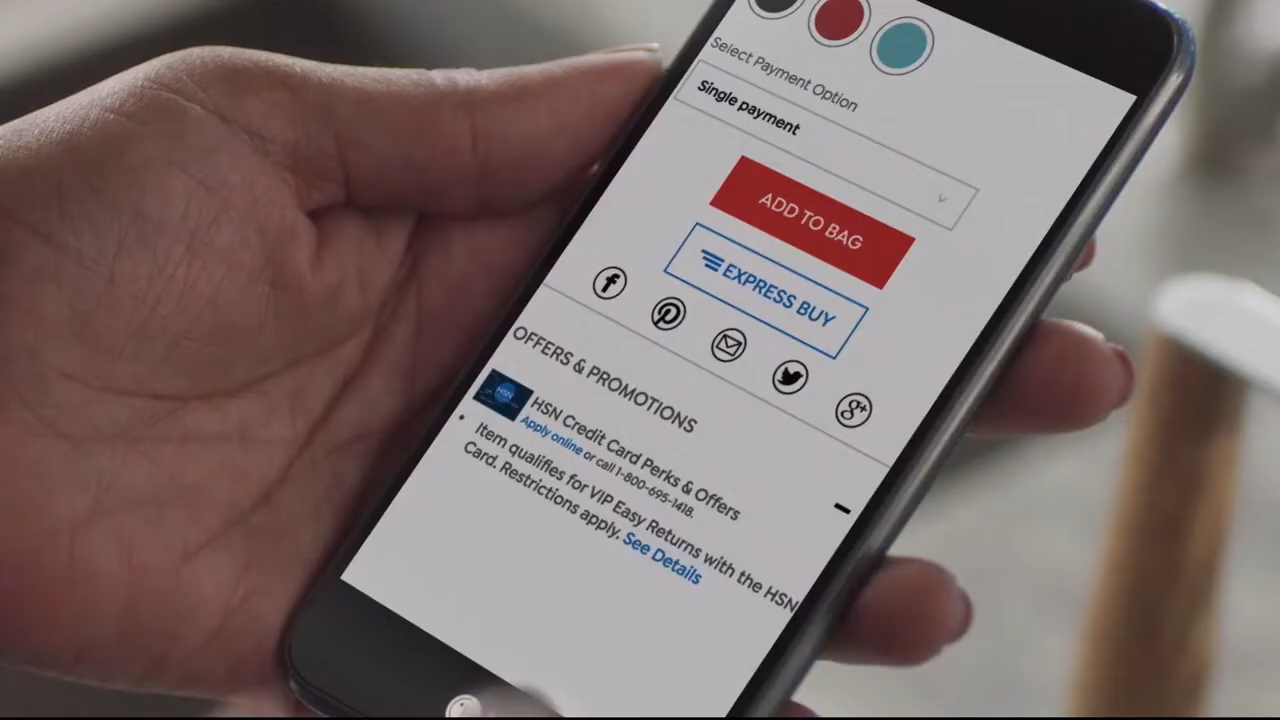 Select Payment Option
Single payment
ADD TO BAG
EXPRESS BUY
OFFERS & PROMOTIONS
HSN
HSN Credit Card Perks & Offers
Apply online or call 1-800-695-1418.
Item qualifies for VIP Easy Returns with the HSN
Card. Restrictions apply. See Details